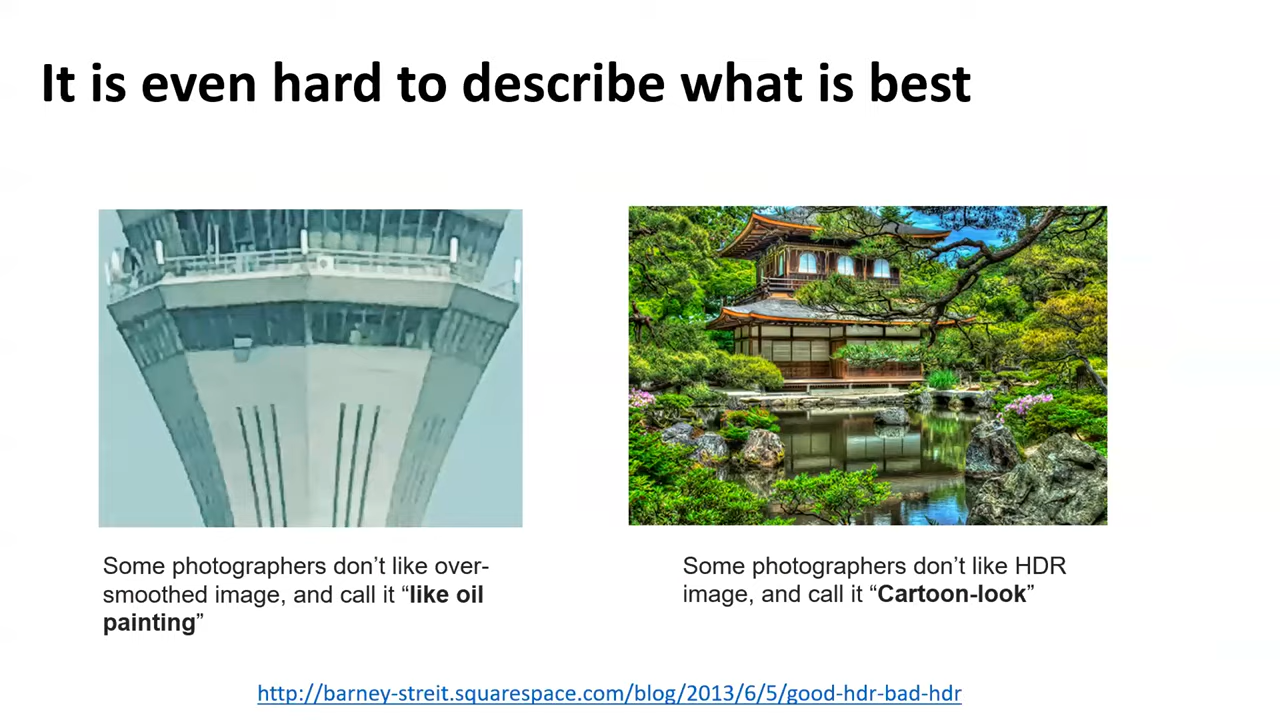 It is even hard to describe what is best
Some photographers don’t like over-
smoothed image, and call it “like oil
painting”
Some photographers don’t like HDR
image, and call it “Cartoon-look”
http://barney-streit.squarespace.com/blog/2013/6/5/good-hdr-bad-hdr